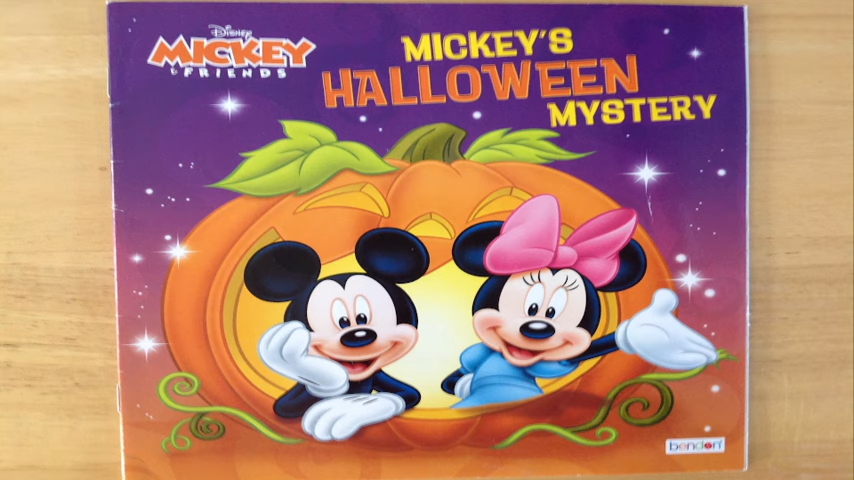 Disney
MICKEY
& FRIENDS
MICKEY'S
HALLOWEEN
MYSTERY
bendon